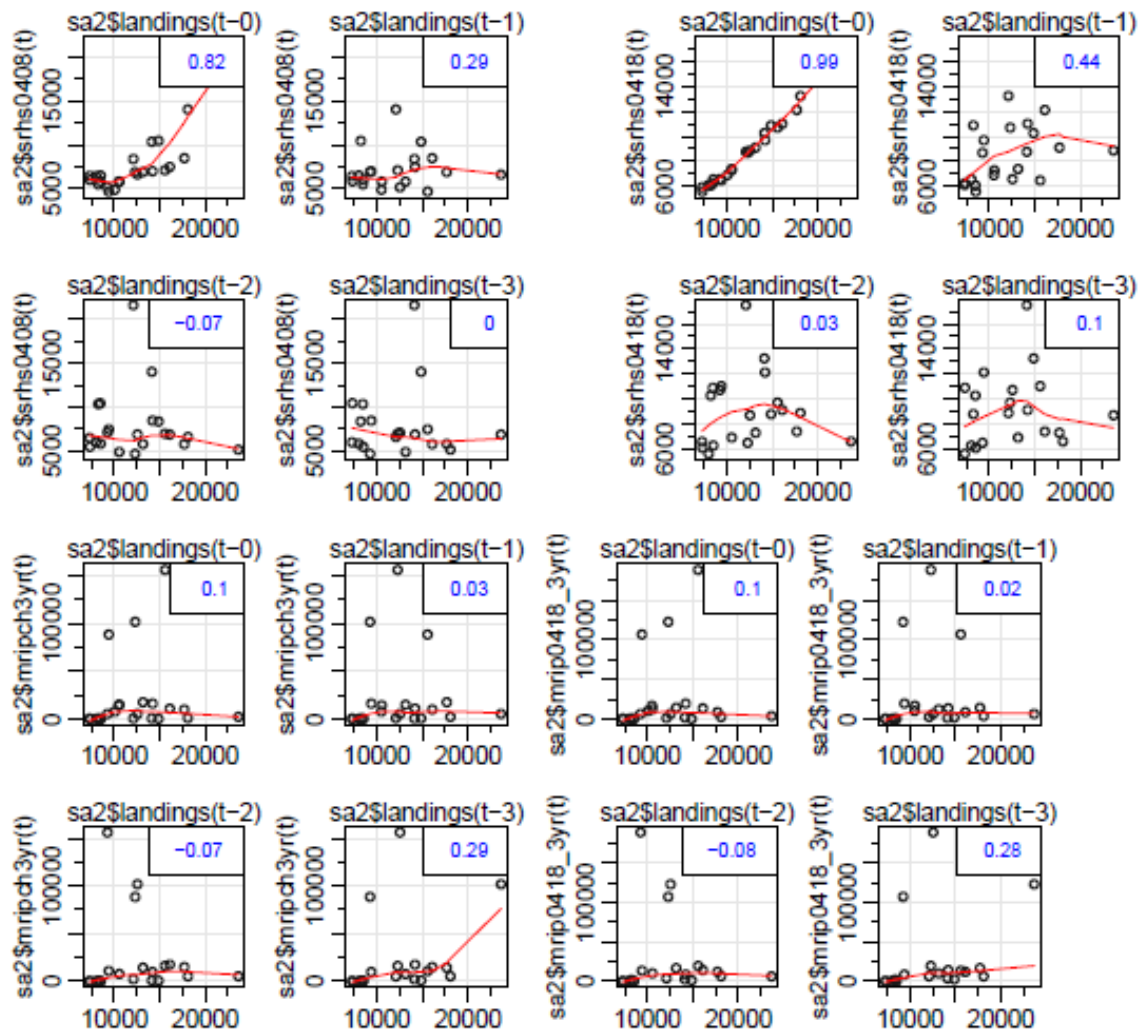 sa2$landings(t−0)
0.82
sa2$srhs0408(t)
5000 15000
10000 20000
sa2$landings(t−1)
0.29
sa2$srhs0408(t)
5000 15000
10000 20000
sa2$landings(t−0)
0.99
sa2$srhs0418(t)
6000 14000
10000 20000
sa2$landings(t−1)
0.44
sa2$srhs0418(t)
6000 14000
10000 20000
sa2$landings(t−2)
−0.07
sa2$srhs0408(t)
5000 15000
10000 20000
sa2$landings(t−3)
0
sa2$srhs0408(t)
5000 15000
10000 20000
sa2$landings(t−2)
0.03
sa2$srhs0418(t)
6000 14000
10000 20000
sa2$landings(t−3)
0.1
sa2$srhs0418(t)
6000 14000
10000 20000
sa2$landings(t−0)
0.1
sa2$mripch3yr(t)
0 100000
10000 20000
sa2$landings(t−1)
0.03
sa2$mripch3yr(t)
0 100000
10000 20000
sa2$landings(t−0)
0.1
sa2$mrip0418_3yr(t)
0 100000
10000 20000
sa2$landings(t−1)
0.02
sa2$mrip0418_3yr(t)
0 100000
10000 20000
sa2$landings(t−2)
−0.07
sa2$mripch3yr(t)
0 100000
10000 20000
sa2$landings(t−3)
0.29
sa2$mripch3yr(t)
0 100000
10000 20000
sa2$landings(t−2)
−0.08
sa2$mrip0418_3yr(t)
0 100000
10000 20000
sa2$landings(t−3)
0.28
sa2$mrip0418_3yr(t)
0 100000
10000 20000